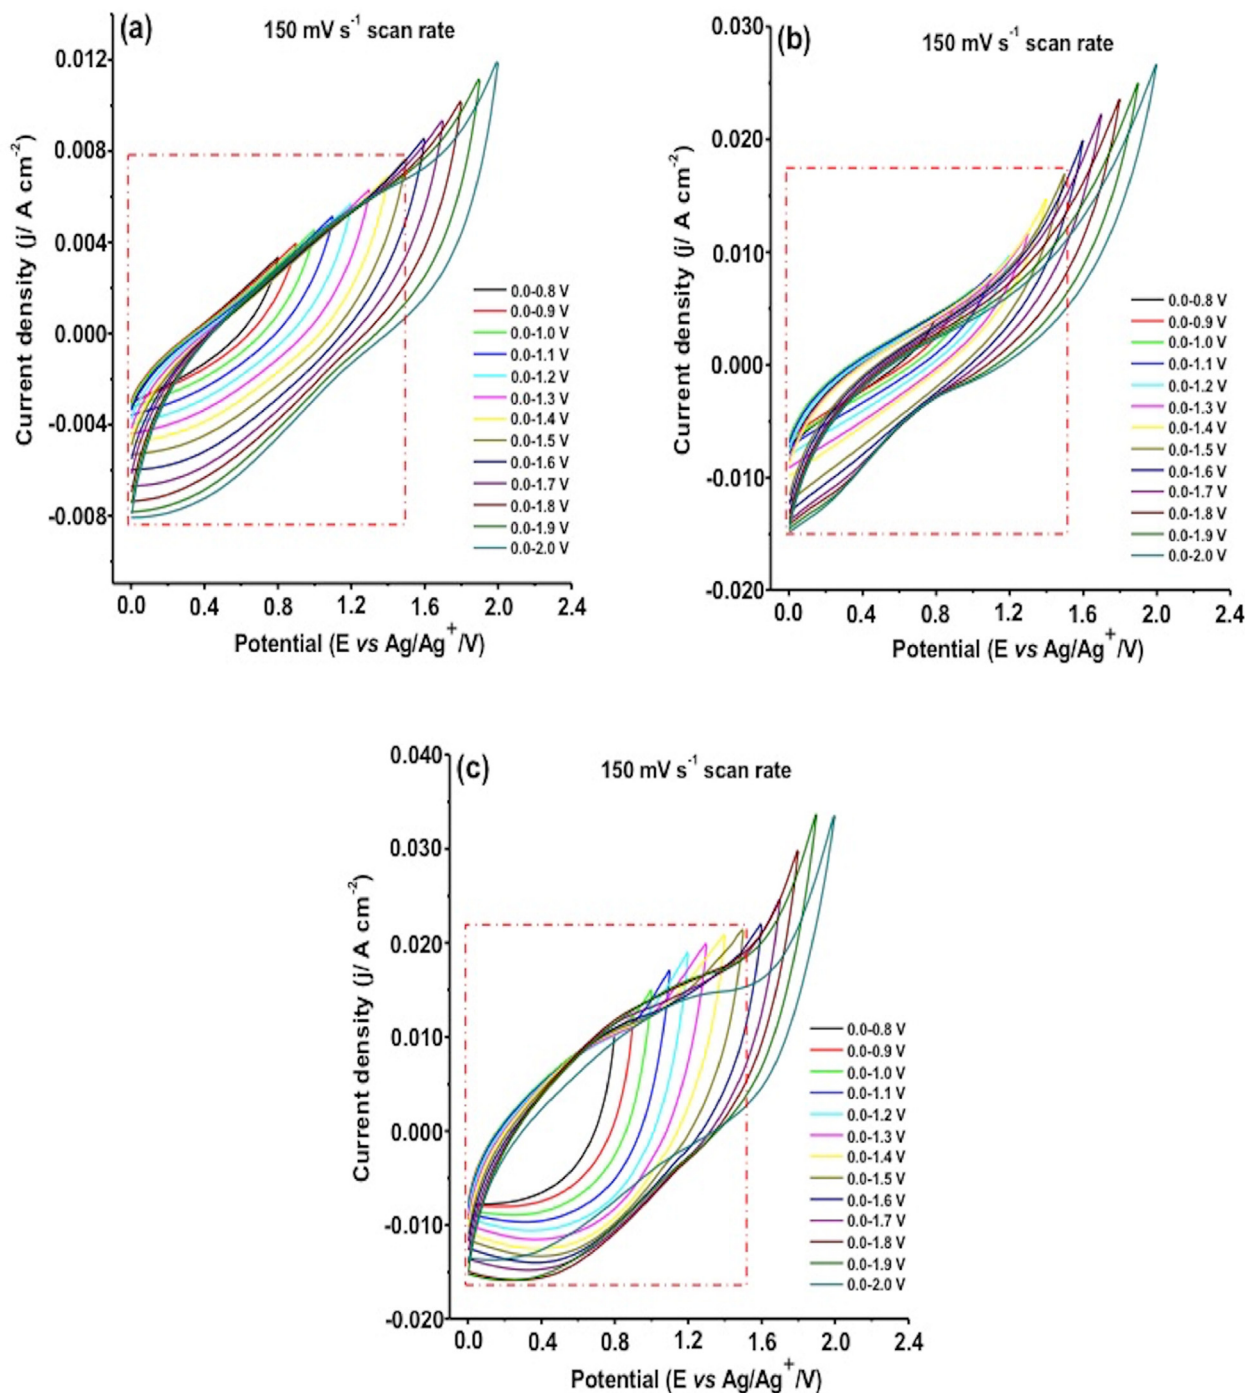 (a)
150 mV s⁻¹ scan rate
Current density (j/ A cm⁻²)
0.012
0.008
0.004
0.000
-0.004
-0.008
0.0-0.8 V
0.0-0.9 V
0.0-1.0 V
0.0-1.1 V
0.0-1.2 V
0.0-1.3 V
0.0-1.4 V
0.0-1.5 V
0.0-1.6 V
0.0-1.7 V
0.0-1.8 V
0.0-1.9 V
0.0-2.0 V
0.0 0.4 0.8 1.2 1.6 2.0 2.4
Potential (E vs Ag/Ag⁺/V)
(b)
150 mV s⁻¹ scan rate
Current density (j/ A cm⁻²)
0.030
0.020
0.010
0.000
-0.010
-0.020
0.0-0.8 V
0.0-0.9 V
0.0-1.0 V
0.0-1.1 V
0.0-1.2 V
0.0-1.3 V
0.0-1.4 V
0.0-1.5 V
0.0-1.6 V
0.0-1.7 V
0.0-1.8 V
0.0-1.9 V
0.0-2.0 V
0.0 0.4 0.8 1.2 1.6 2.0 2.4
Potential (E vs Ag/Ag⁺/V)
(c)
150 mV s⁻¹ scan rate
Current density (j/ A cm⁻²)
0.040
0.030
0.020
0.010
0.000
-0.010
-0.020
0.0-0.8 V
0.0-0.9 V
0.0-1.0 V
0.0-1.1 V
0.0-1.2 V
0.0-1.3 V
0.0-1.4 V
0.0-1.5 V
0.0-1.6 V
0.0-1.7 V
0.0-1.8 V
0.0-1.9 V
0.0-2.0 V
0.0 0.4 0.8 1.2 1.6 2.0 2.4
Potential (E vs Ag/Ag⁺/V)